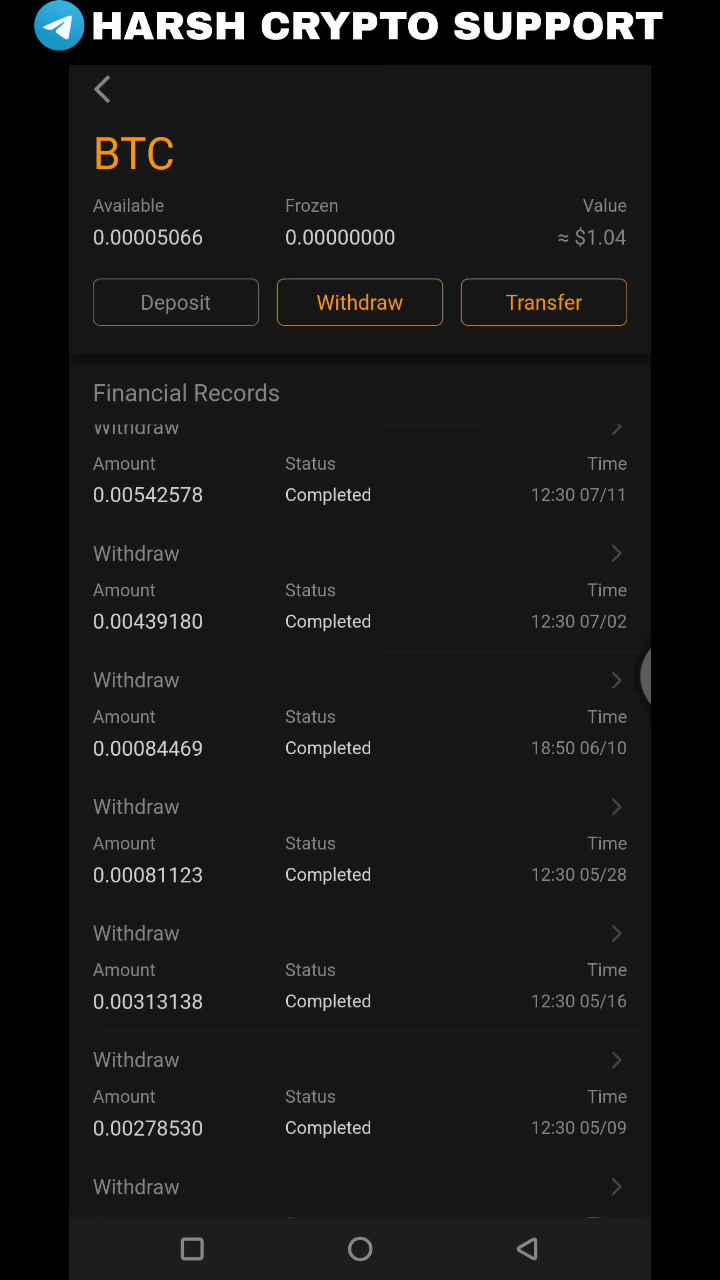 HARSH CRYPTO SUPPORT
BTC
Available Frozen Value
0.00005066 0.00000000 ≈ $1.04
Deposit Withdraw Transfer
Financial Records
Withdraw
Amount Status Time
0.00542578 Completed 12:30 07/11
Withdraw
Amount Status Time
0.00439180 Completed 12:30 07/02
Withdraw
Amount Status Time
0.00084469 Completed 18:50 06/10
Withdraw
Amount Status Time
0.00081123 Completed 12:30 05/28
Withdraw
Amount Status Time
0.00313138 Completed 12:30 05/16
Withdraw
Amount Status Time
0.00278530 Completed 12:30 05/09
Withdraw